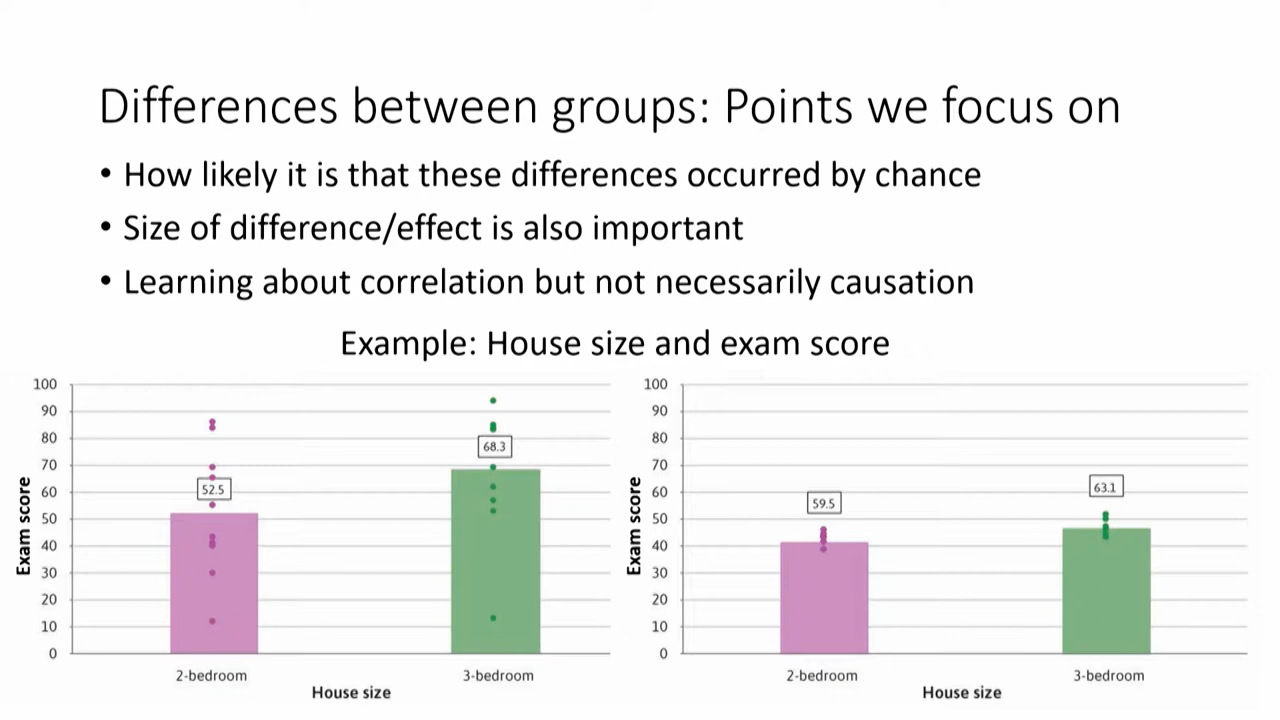 Differences between groups: Points we focus on
• How likely it is that these differences occurred by chance
• Size of difference/effect is also important
• Learning about correlation but not necessarily causation
Example: House size and exam score
100
90
80
70
60
50
40
30
20
10
0
Exam score
52.5
68.3
2-bedroom
3-bedroom
House size
100
90
80
70
60
50
40
30
20
10
0
Exam score
59.5
63.1
2-bedroom
3-bedroom
House size